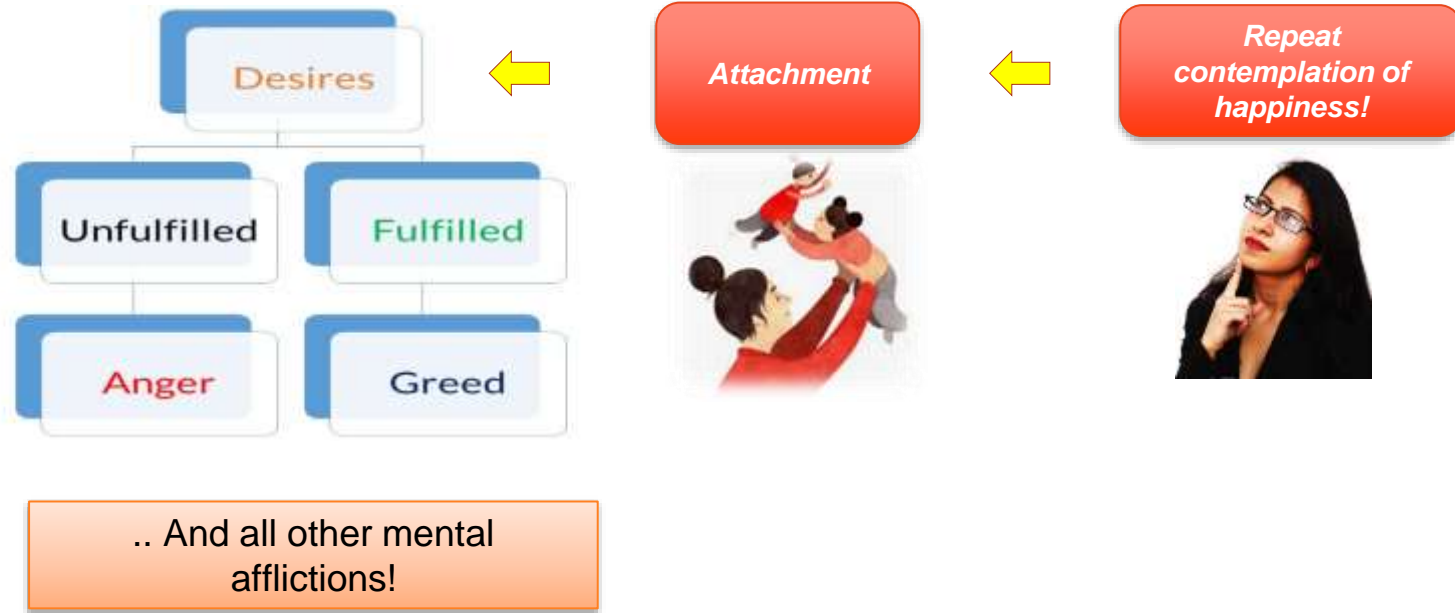 Desires
Attachment
Repeat
contemplation of
happiness!
Unfulfilled
Fulfilled
Anger
Greed
.. And all other mental
afflictions!